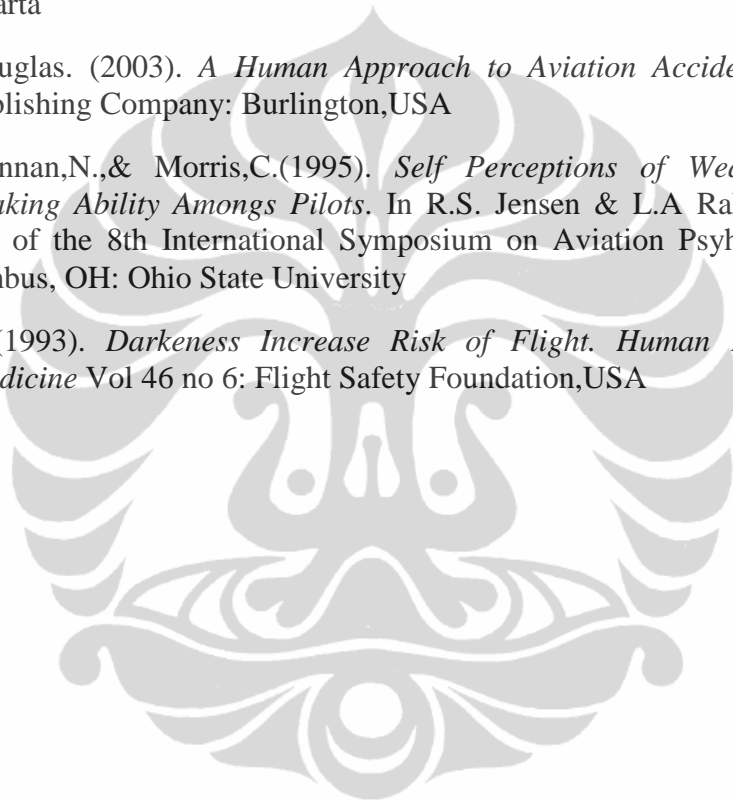 arta
uglas. (2003). A Human Approach to Aviation Accide
blishing Company: Burlington,USA
nnan,N.,& Morris,C.(1995). Self Perceptions of Wea
aking Ability Amongs Pilots. In R.S. Jensen & L.A Ra
of the 8th International Symposium on Aviation Psyh
nbus, OH: Ohio State University
(1993). Darkeness Increase Risk of Flight. Human
edicine Vol 46 no 6: Flight Safety Foundation,USA